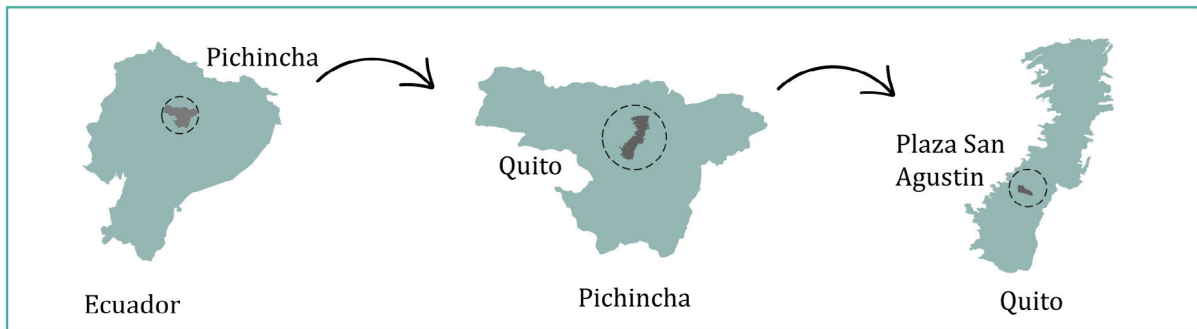 Pichincha
Quito
Plaza San
Agustin
Ecuador
Pichincha
Quito